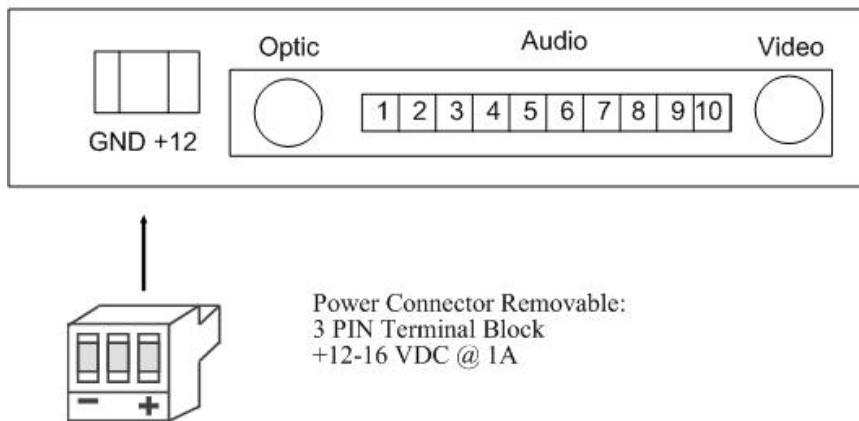 Optic Audio Video
1 2 3 4 5 6 7 8 9 10
GND +12
Power Connector Removable:
3 PIN Terminal Block
+12-16 VDC @ 1A
− +